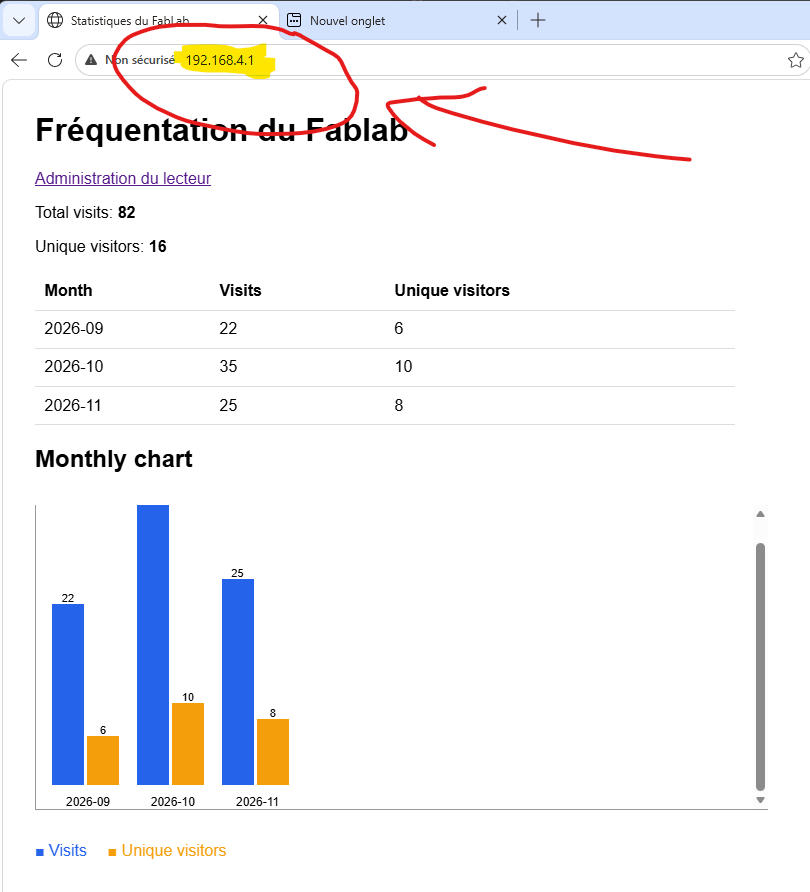 Statistiques du FabLab
Nouvel onglet
Non sécurisé 192.168.4.1
Fréquentation du Fablab
Administration du lecteur
Total visits: 82
Unique visitors: 16
Month Visits Unique visitors
2026-09 22 6
2026-10 35 10
2026-11 25 8
Monthly chart
25
22
10
8
6
2026-09 2026-10 2026-11
Visits Unique visitors